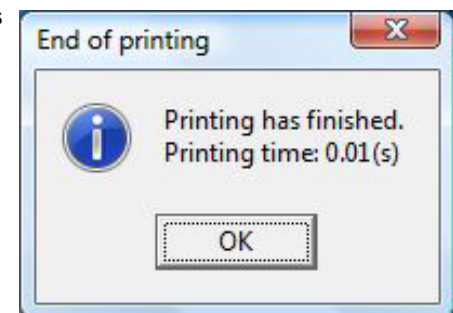 s
End of printing
Printing has finished.
Printing time: 0.01(s)
OK